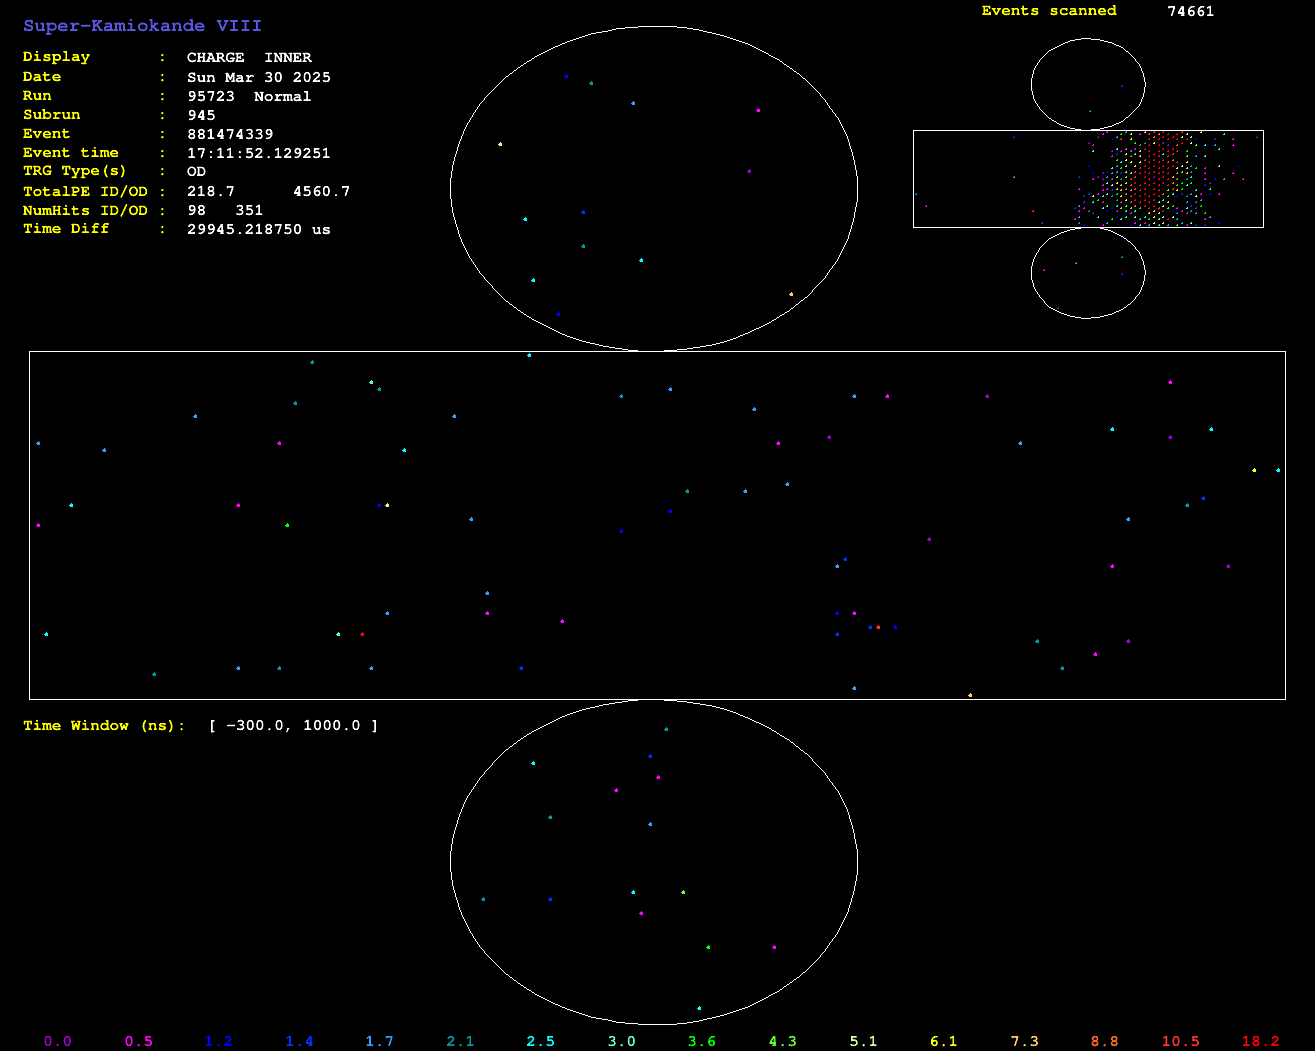 Super-Kamiokande VIII
Events scanned 74661
Display : CHARGE INNER
Date : Sun Mar 30 2025
Run : 95723 Normal
Subrun : 945
Event : 881474339
Event time : 17:11:52.129251
TRG Type(s) : OD
TotalPE ID/OD : 218.7 4560.7
NumHits ID/OD : 98 351
Time Diff : 29945.218750 us
Time Window (ns): [ -300.0, 1000.0 ]
0.0 0.5 1.2 1.4 1.7 2.1 2.5 3.0 3.6 4.3 5.1 6.1 7.3 8.8 10.5 18.2